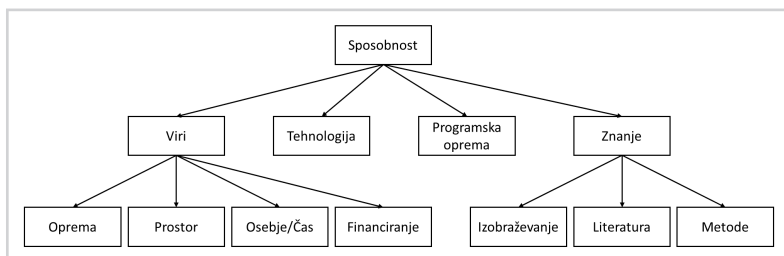 Sposobnost
Viri
Tehnologija
Programska
oprema
Znanje
Oprema
Prostor
Osebje/Čas
Financiranje
Izobraževanje
Literatura
Metode